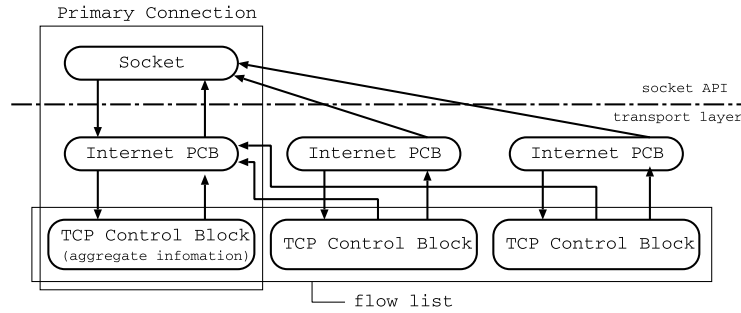 Primary Connection
Socket
socket API
transport layer
Internet PCB
Internet PCB
Internet PCB
TCP Control Block
(aggregate infomation)
TCP Control Block
TCP Control Block
flow list